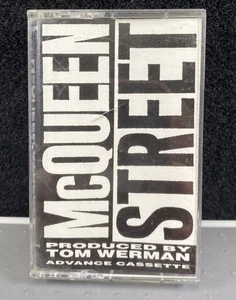 McQUEEN
STREET
PRODUCED BY
TOM WERMAN
ADVANCE CASSETTE